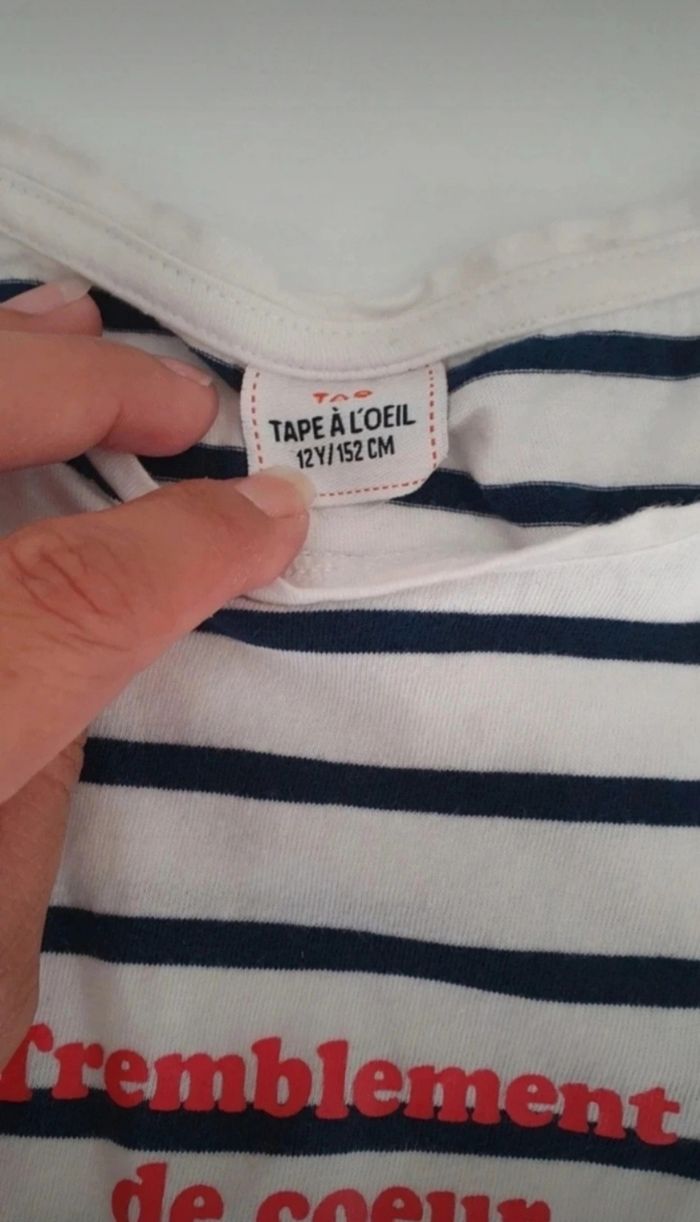 TAO
TAPE À L'OEIL
12Y/152 CM
Tremblement
de coeur